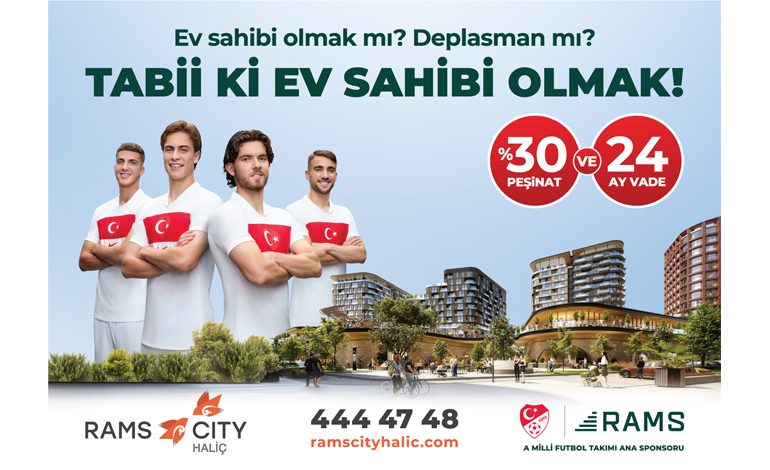 Ev sahibi olmak mı? Deplasman mı?
TABİİ Kİ EV SAHİBİ OLMAK!
%30 PEŞİNAT
VE
24 AY VADE
RAMS CITY
HALİÇ
444 47 48
ramscityhalic.com
RAMS
A MİLLİ FUTBOL TAKIMI ANA SPONSORU